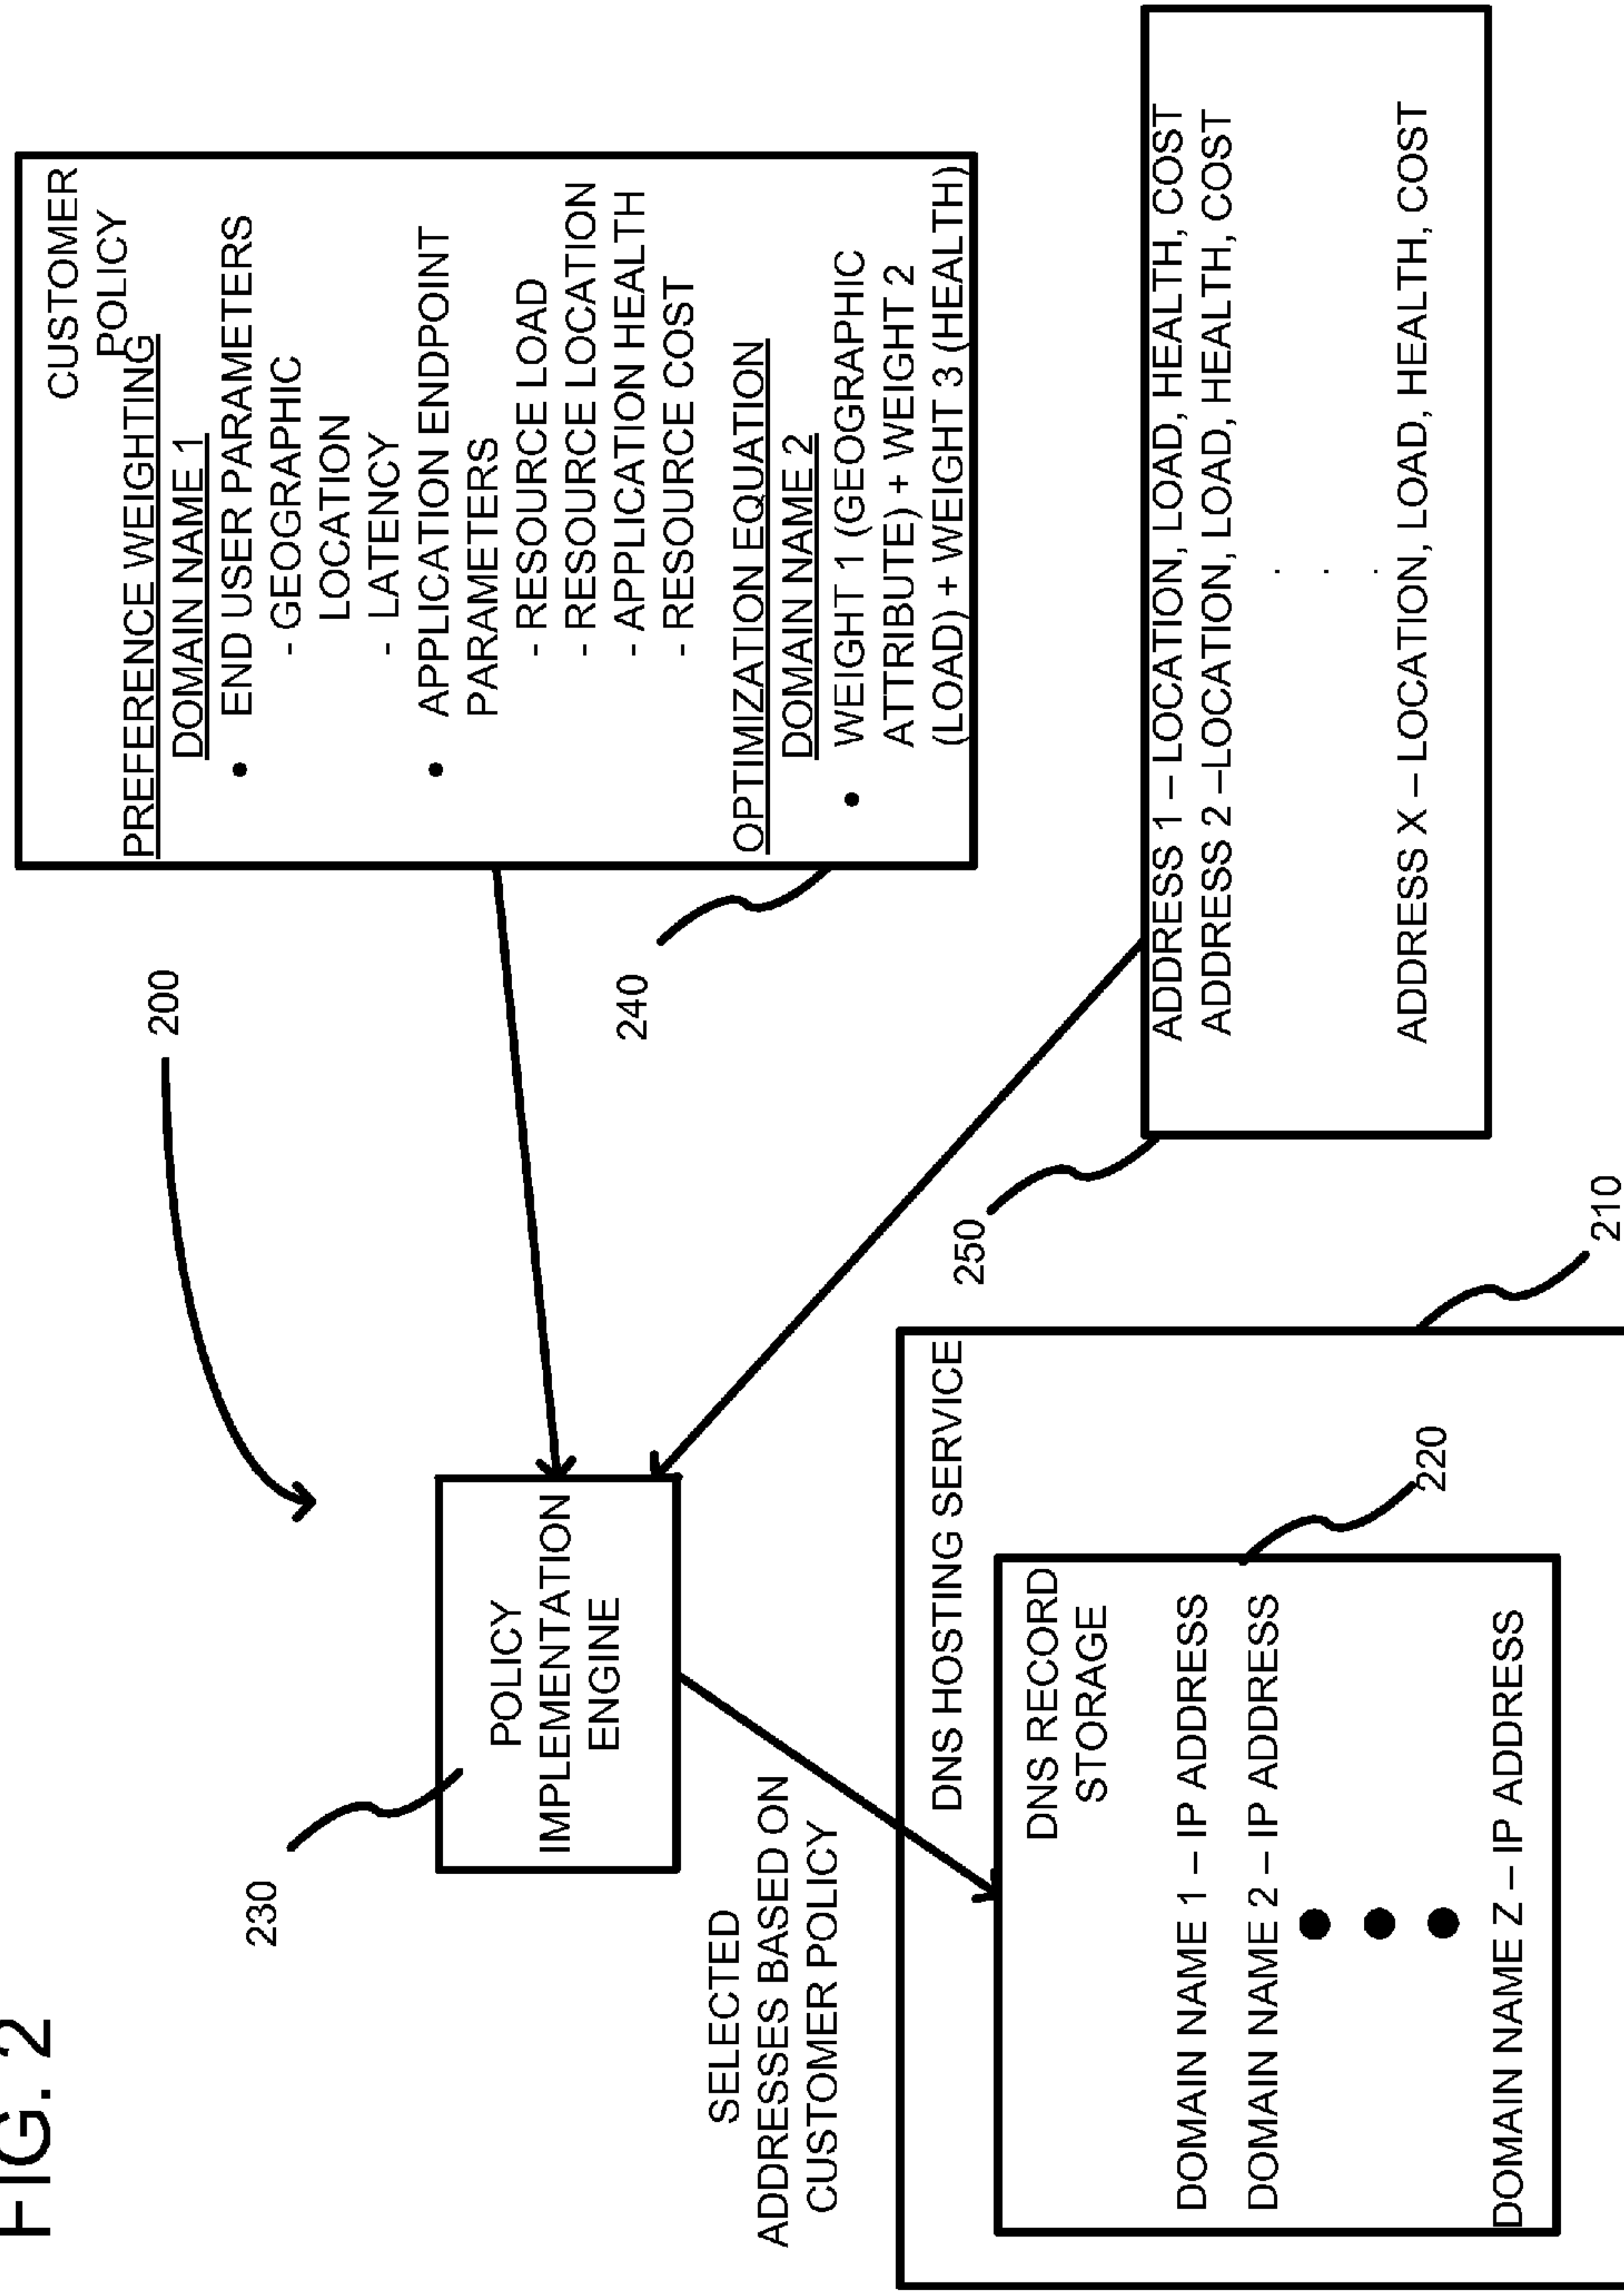 FIG. 2
200
230
POLICY
IMPLEMENTATION
ENGINE
CUSTOMER
POLICY
PREFERENCE WEIGHTING
DOMAIN NAME 1
• END USER PARAMETERS
- GEOGRAPHIC
LOCATION
- LATENCY
• APPLICATION ENDPOINT
PARAMETERS
- RESOURCE LOAD
- RESOURCE LOCATION
- APPLICATION HEALTH
- RESOURCE COST
OPTIMIZATION EQUATION
DOMAIN NAME 2
• WEIGHT 1 (GEOGRAPHIC
ATTRIBUTE) + WEIGHT 2
(LOAD) + WEIGHT 3 (HEALTH)
240
SELECTED
ADDRESSES BASED ON
CUSTOMER POLICY
DNS HOSTING SERVICE
DNS RECORD
STORAGE
DOMAIN NAME 1 – IP ADDRESS
DOMAIN NAME 2 – IP ADDRESS
DOMAIN NAME Z – IP ADDRESS
220
210
250
ADDRESS 1 – LOCATION, LOAD, HEALTH, COST
ADDRESS 2 –LOCATION, LOAD, HEALTH, COST
.
.
.
ADDRESS X – LOCATION, LOAD, HEALTH, COST